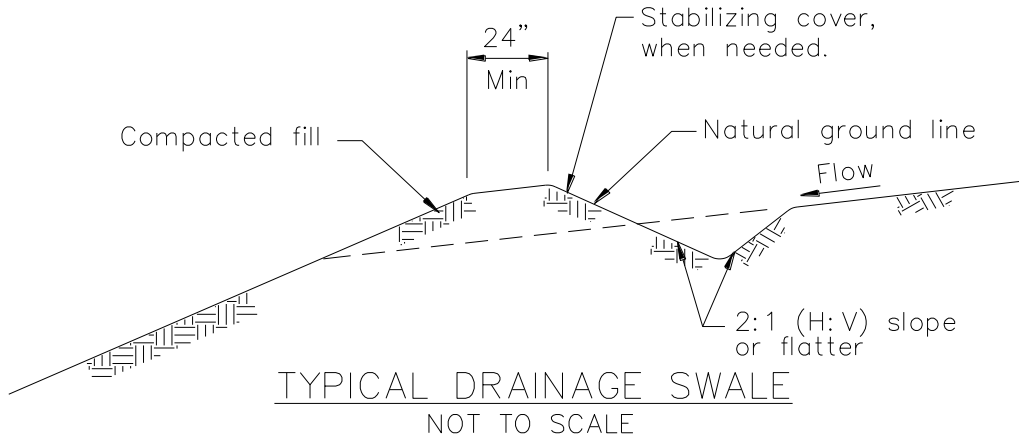 Stabilizing cover,
when needed.
24"
Min
Compacted fill
Natural ground line
Flow
2:1 (H:V) slope
or flatter
TYPICAL DRAINAGE SWALE
NOT TO SCALE